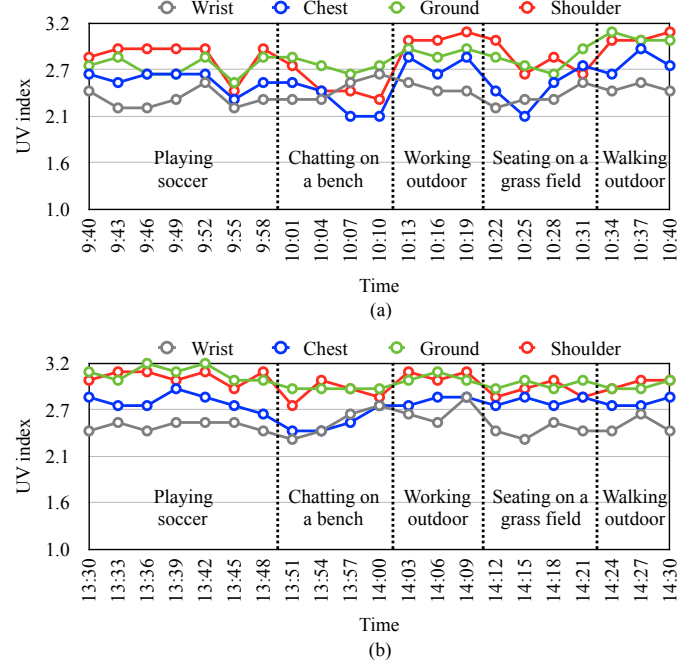 Wrist Chest Ground Shoulder
3.2
2.7
2.1
1.6
1.0
UV index
Playing
soccer
Chatting on
a bench
Working
outdoor
Seating on a
grass field
Walking
outdoor
9:40 9:43 9:46 9:49 9:52 9:55 9:58 10:01 10:04 10:07 10:10 10:13 10:16 10:19 10:22 10:25 10:28 10:31 10:34 10:37 10:40
Time
(a)
Wrist Chest Ground Shoulder
3.2
2.7
2.1
1.6
1.0
UV index
Playing
soccer
Chatting on
a bench
Working
outdoor
Seating on a
grass field
Walking
outdoor
13:30 13:33 13:36 13:39 13:42 13:45 13:48 13:51 13:54 13:57 14:00 14:03 14:06 14:09 14:12 14:15 14:18 14:21 14:24 14:27 14:30
Time
(b)